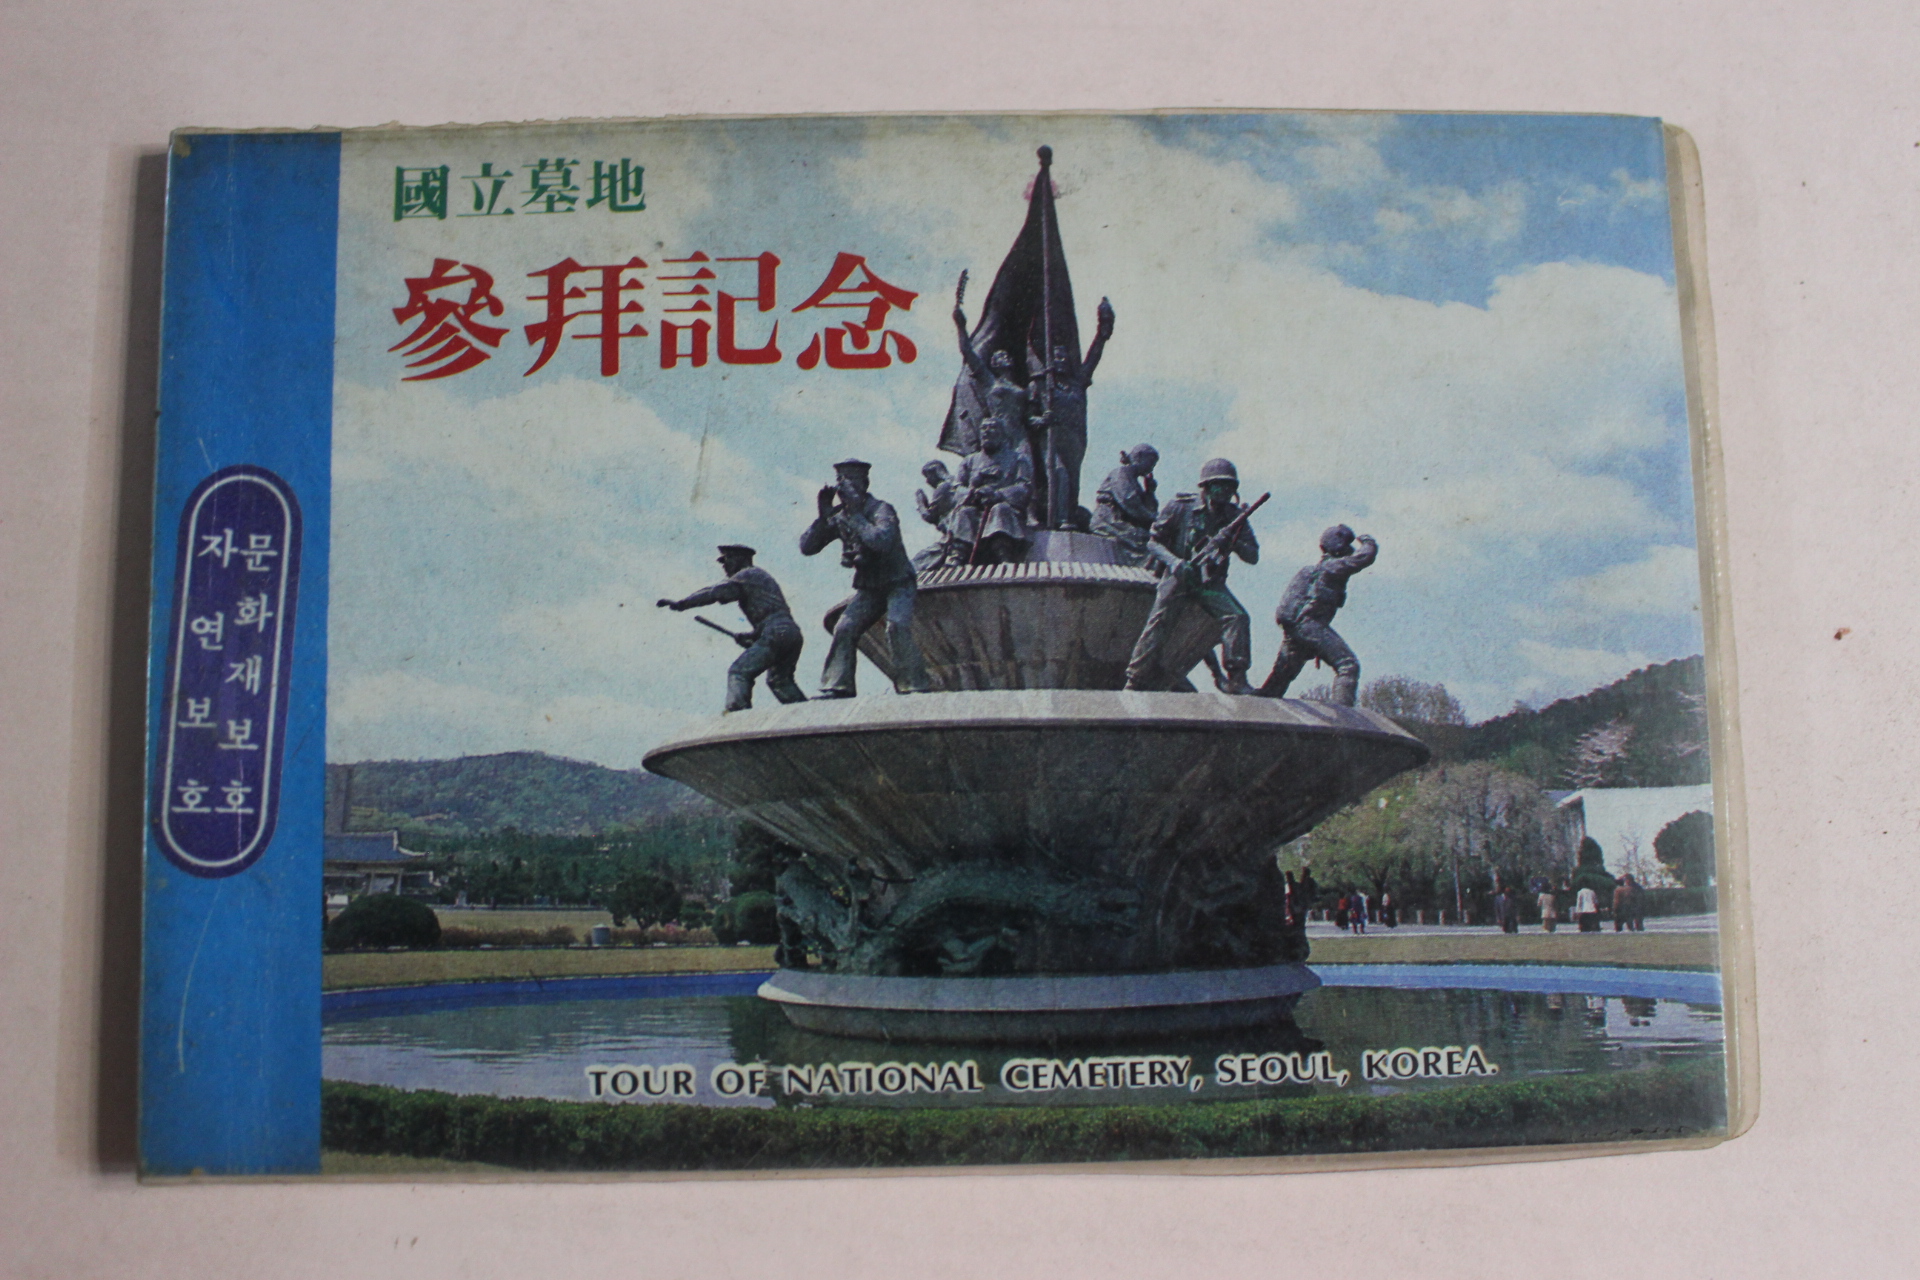 國立墓地
參拜記念
문화재보호
자연보호
TOUR OF NATIONAL CEMETERY, SEOUL, KOREA.